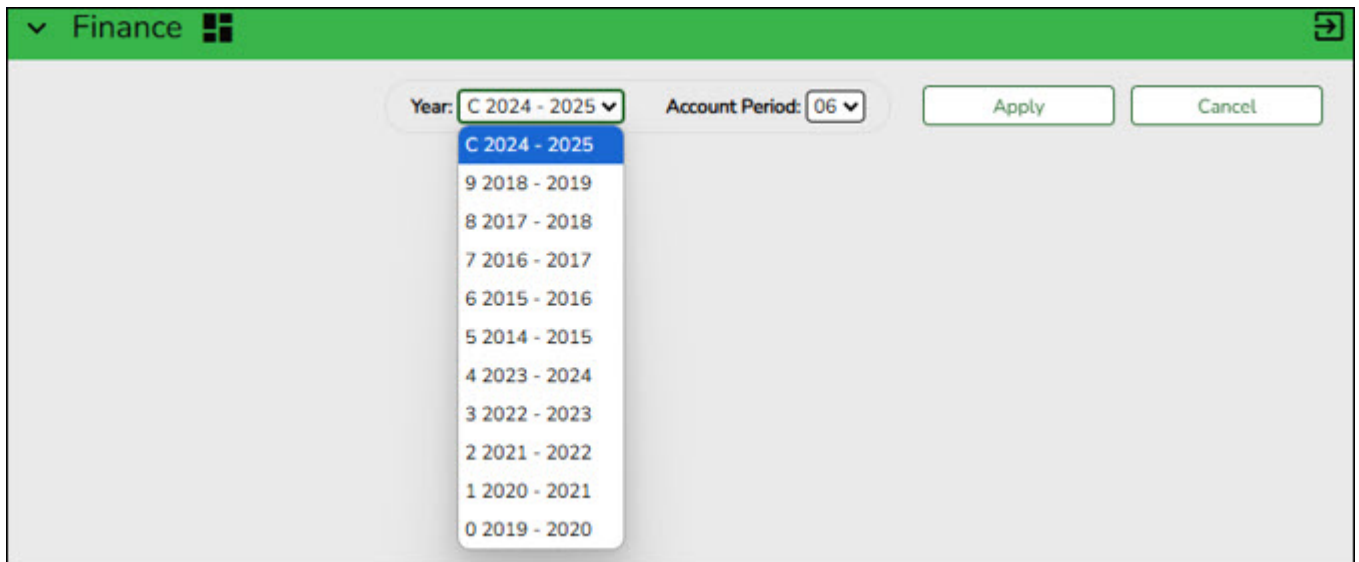 Finance
Year: C 2024 - 2025 Account Period: 06 Apply Cancel
C 2024 - 2025
9 2018 - 2019
8 2017 - 2018
7 2016 - 2017
6 2015 - 2016
5 2014 - 2015
4 2023 - 2024
3 2022 - 2023
2 2021 - 2022
1 2020 - 2021
0 2019 - 2020